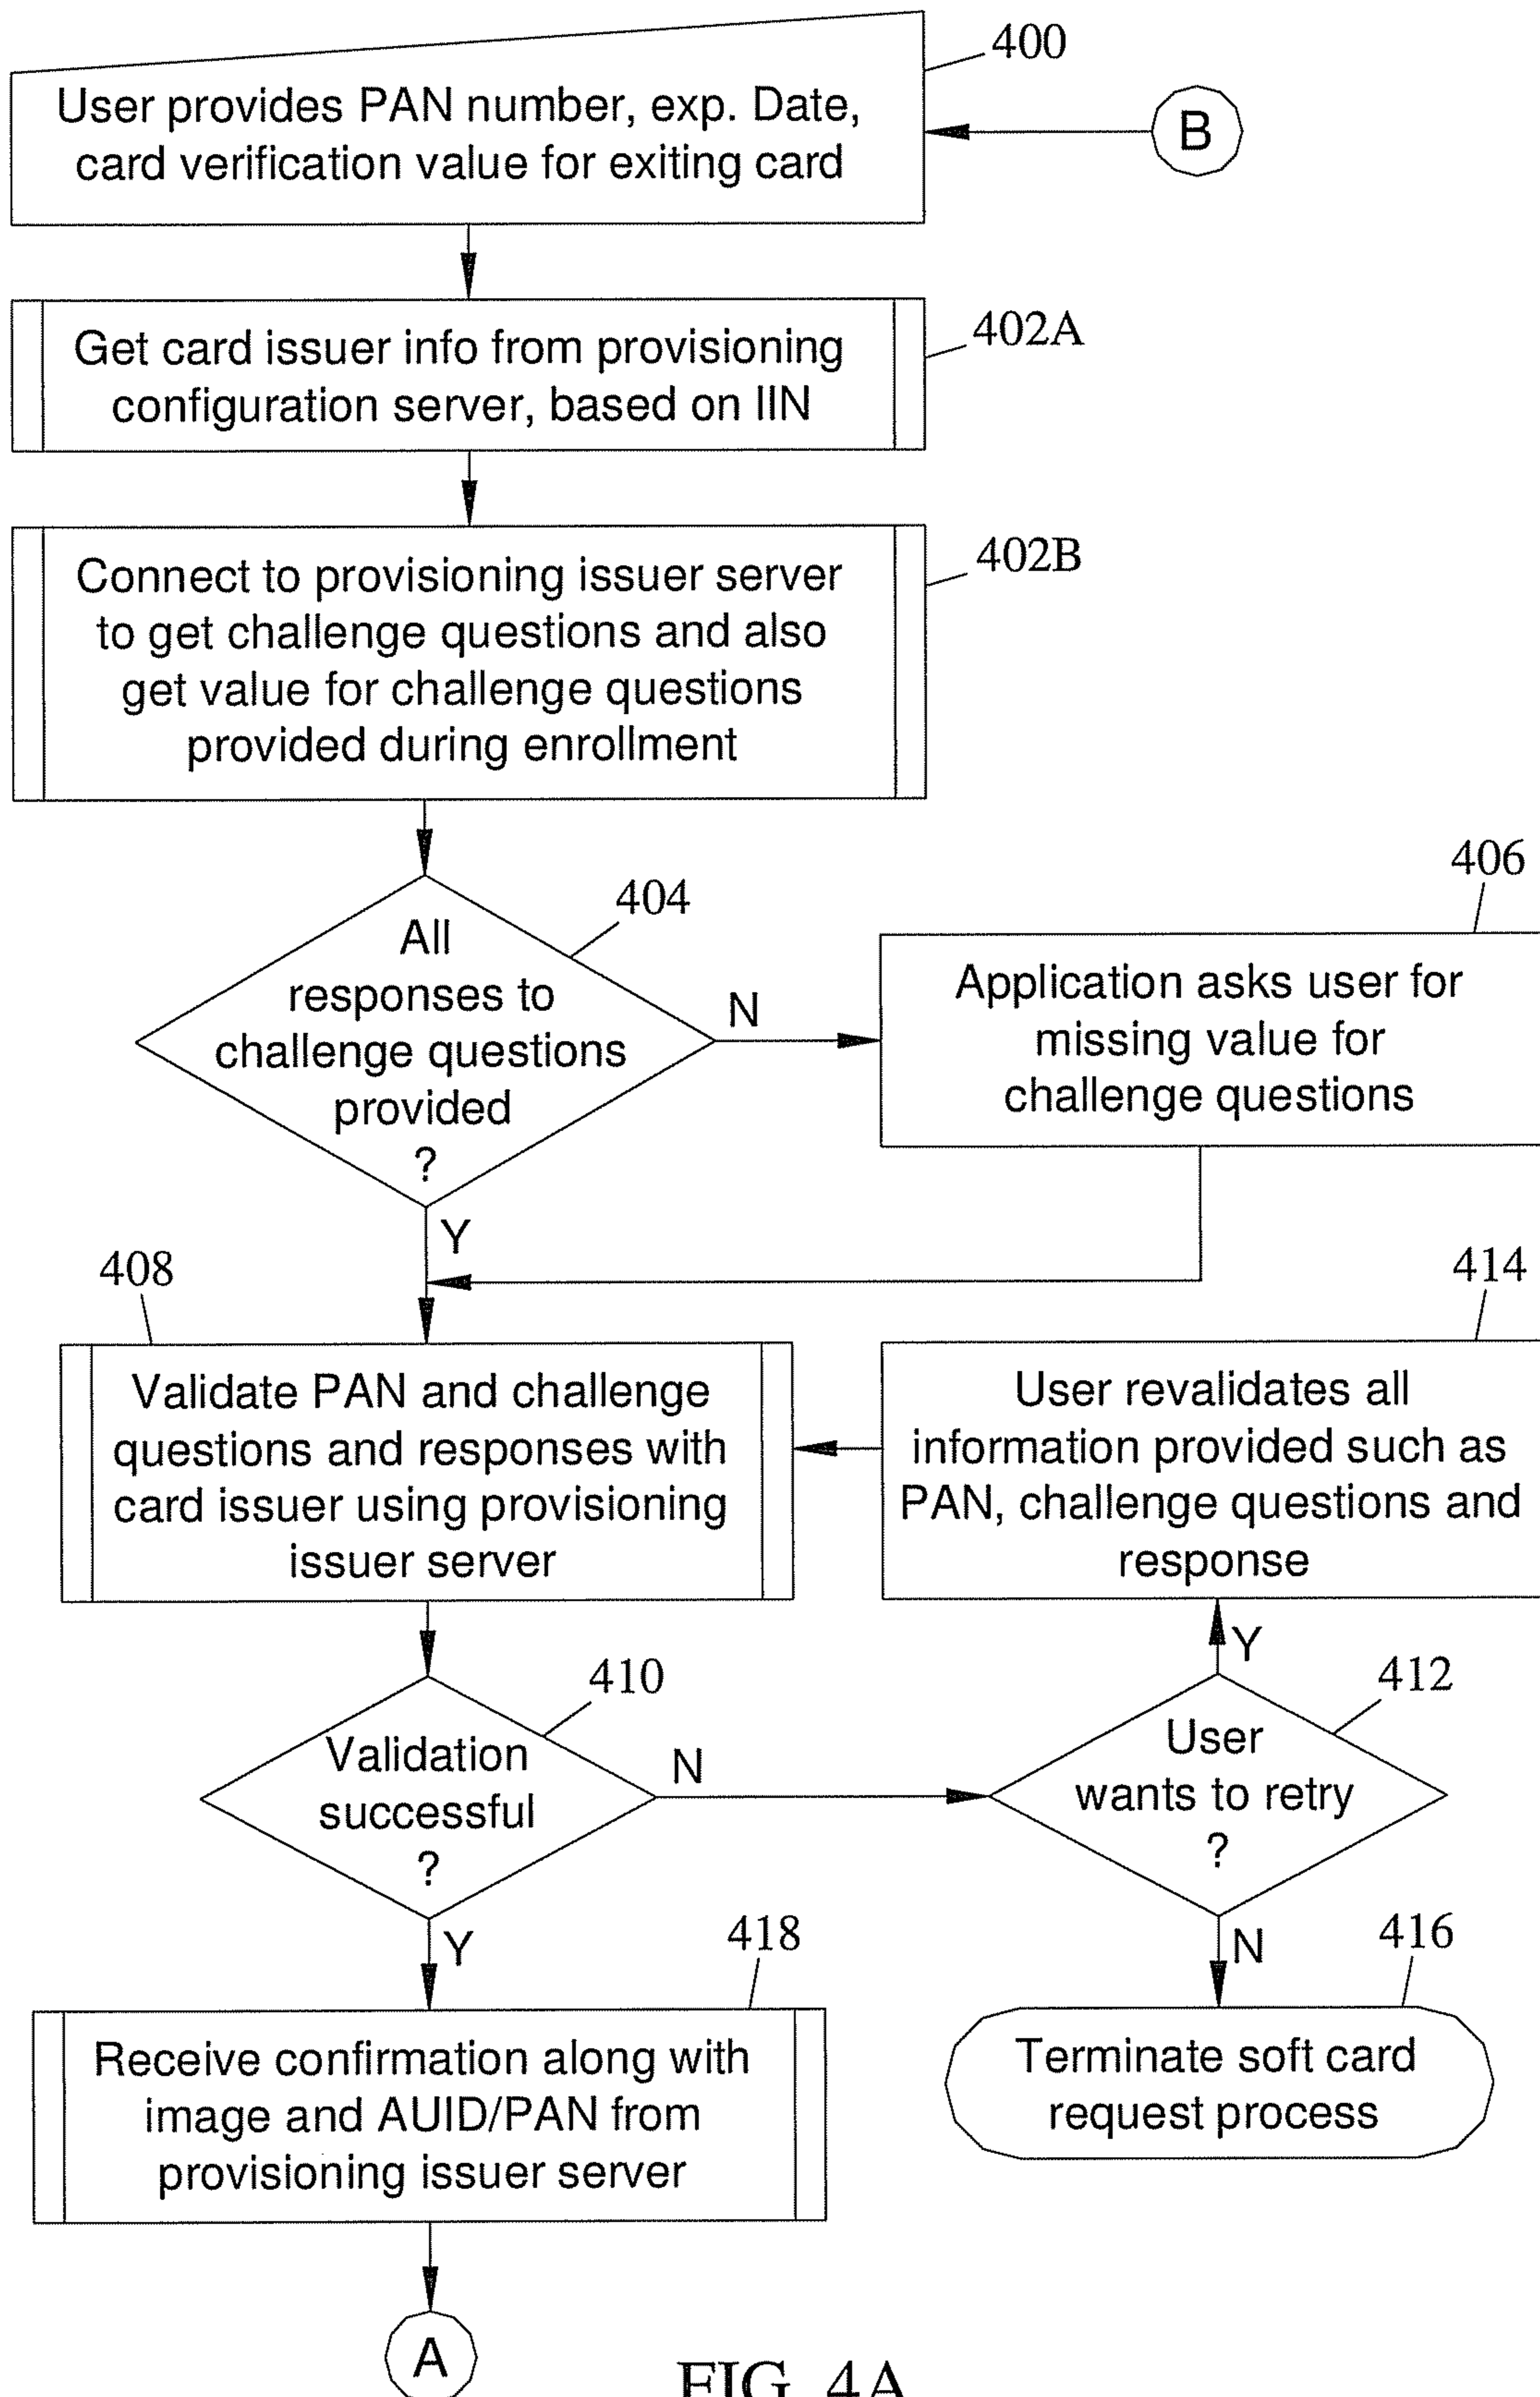 400
User provides PAN number, exp. Date,
card verification value for exiting card
B
402A
Get card issuer info from provisioning
configuration server, based on IIN
402B
Connect to provisioning issuer server
to get challenge questions and also
get value for challenge questions
provided during enrollment
404
All
responses to
challenge questions
provided
?
N
406
Application asks user for
missing value for
challenge questions
Y
408
Validate PAN and challenge
questions and responses with
card issuer using provisioning
issuer server
414
User revalidates all
information provided such as
PAN, challenge questions and
response
410
Validation
successful
?
N
Y
412
User
wants to retry
?
Y
418
Receive confirmation along with
image and AUID/PAN from
provisioning issuer server
N
416
Terminate soft card
request process
A
FIG. 4A